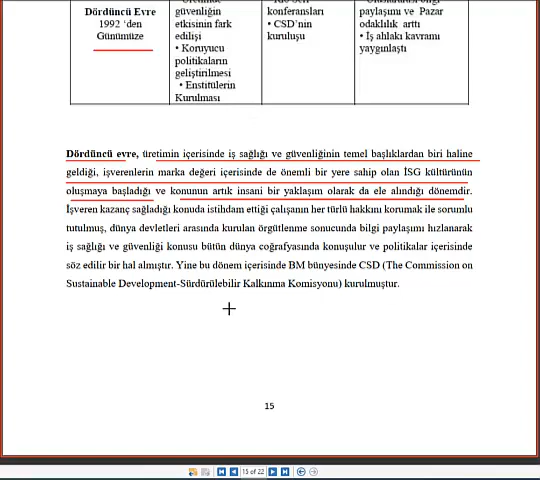 Dördüncü Evre
1992 ‘den
Günümüze
güvenliğin
etkisinin fark
edilişi
• Koruyucu
politikaların
geliştirilmesi
• Enstitülerin
Kurulması
konferansları
• CSD’nin
kuruluşu
paylaşımı ve Pazar
odaklılık arttı
• İş ahlakı kavramı
yaygınlaştı
Dördüncü evre, üretimin içerisinde iş sağlığı ve güvenliğinin temel başlıklardan biri haline
geldiği, işverenlerin marka değeri içerisinde de önemli bir yere sahip olan İSG kültürünün
oluşmaya başladığı ve konunun artık insani bir yaklaşım olarak da ele alındığı dönemdir.
İşveren kazanç sağladığı konuda istihdam ettiği çalışanın her türlü hakkını korumak ile sorumlu
tutulmuş, dünya devletleri arasında kurulan örgütlenme sonucunda bilgi paylaşımı hızlanarak
iş sağlığı ve güvenliği konusu bütün dünya coğrafyasında konuşulur ve politikalar içerisinde
söz edilir bir hal almıştır. Yine bu dönem içerisinde BM bünyesinde CSD (The Commission on
Sustainable Development-Sürdürülebilir Kalkınma Komisyonu) kurulmuştur.
15
15 of 22